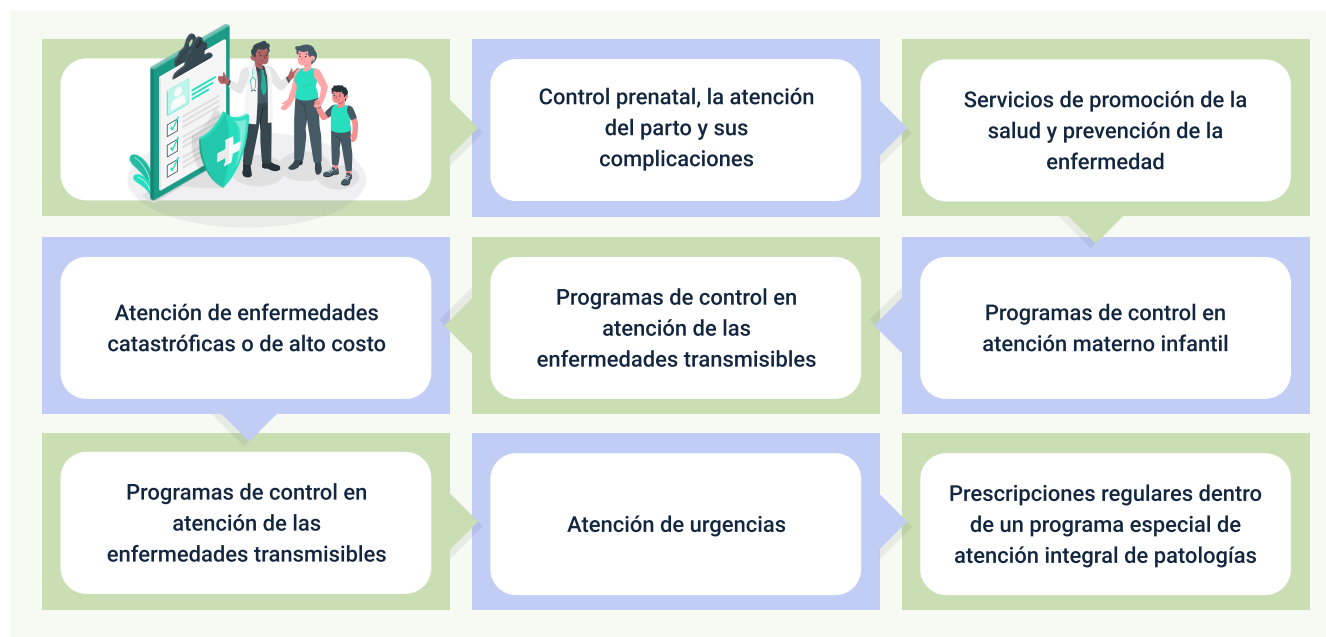 Control prenatal, la atención
del parto y sus
complicaciones
Servicios de promoción de la
salud y prevención de la
enfermedad
Programas de control en
atención materno infantil
Programas de control en
atención de las
enfermedades transmisibles
Atención de enfermedades
catastróficas o de alto costo
Programas de control en
atención de las
enfermedades transmisibles
Atención de urgencias
Prescripciones regulares dentro
de un programa especial de
atención integral de patologías